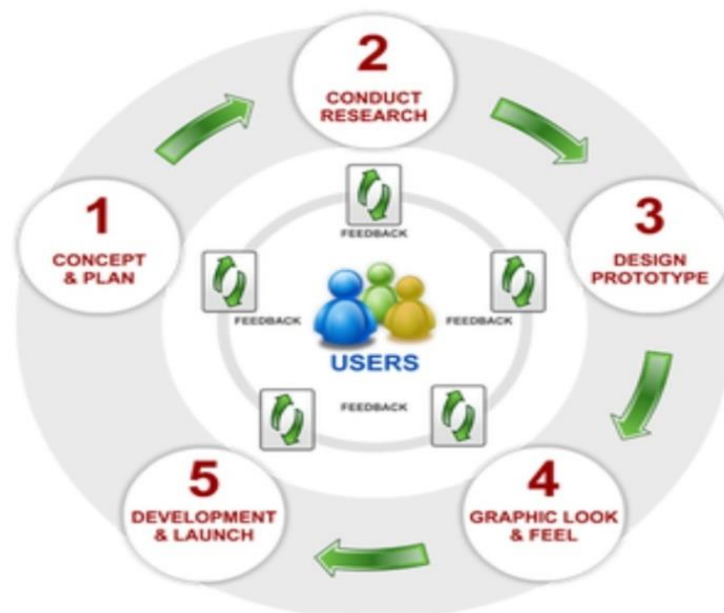 2
CONDUCT
RESEARCH
1
CONCEPT
& PLAN
3
DESIGN
PROTOTYPE
FEEDBACK
FEEDBACK
FEEDBACK
USERS
FEEDBACK
5
DEVELOPMENT
& LAUNCH
4
GRAPHIC LOOK
& FEEL